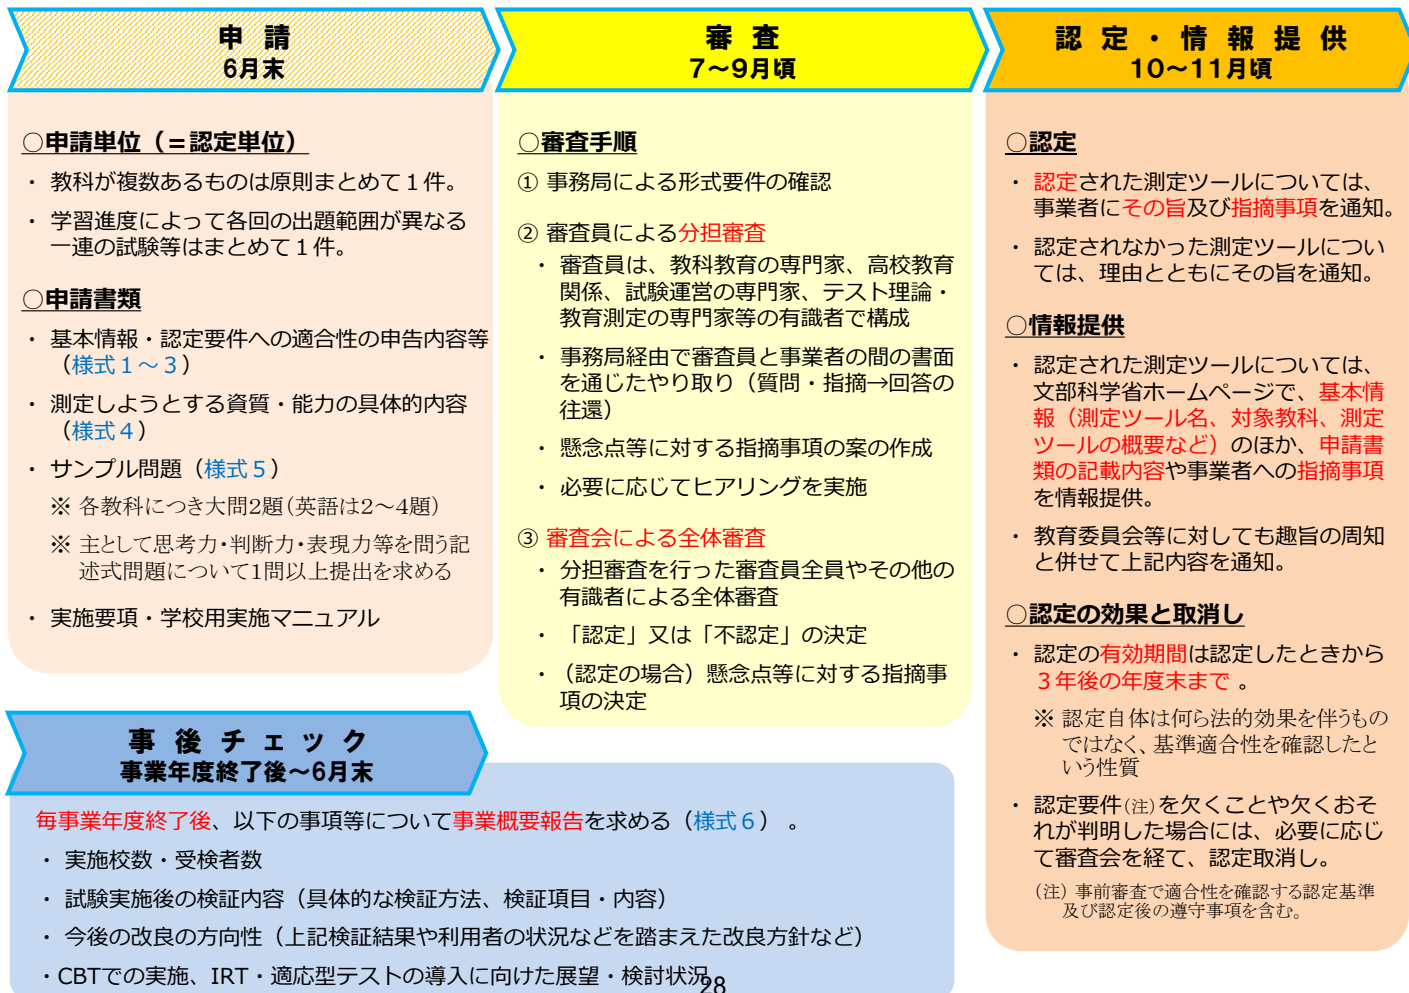 申 請
6月末
○申請単位（＝認定単位）
・ 教科が複数あるものは原則まとめて１件。
・ 学習進度によって各回の出題範囲が異なる
一連の試験等はまとめて１件。
○申請書類
・ 基本情報・認定要件への適合性の申告内容等
（様式１～３）
・ 測定しようとする資質・能力の具体的内容
（様式４）
・ サンプル問題（様式５）
※ 各教科につき大問2題（英語は2～4題）
※ 主として思考力・判断力・表現力等を問う記
述式問題について1問以上提出を求める
・ 実施要項・学校用実施マニュアル
審 査
7～9月頃
○審査手順
① 事務局による形式要件の確認
② 審査員による分担審査
・ 審査員は、教科教育の専門家、高校教育
関係、試験運営の専門家、テスト理論・
教育測定の専門家等の有識者で構成
・ 事務局経由で審査員と事業者の間の書面
を通じたやり取り（質問・指摘→回答の
往還）
・ 懸念点等に対する指摘事項の案の作成
・ 必要に応じてヒアリングを実施
③ 審査会による全体審査
・ 分担審査を行った審査員全員やその他の
有識者による全体審査
・ 「認定」又は「不認定」の決定
・ （認定の場合）懸念点等に対する指摘事
項の決定
認 定 ・ 情 報 提 供
10～11月頃
○認定
・ 認定された測定ツールについては、
事業者にその旨及び指摘事項を通知。
・ 認定されなかった測定ツールについ
ては、理由とともにその旨を通知。
○情報提供
・ 認定された測定ツールについては、
文部科学省ホームページで、基本情
報（測定ツール名、対象教科、測定
ツールの概要など）のほか、申請書
類の記載内容や事業者への指摘事項
を情報提供。
・ 教育委員会等に対しても趣旨の周知
と併せて上記内容を通知。
○認定の効果と取消し
・ 認定の有効期間は認定したときから
３年後の年度末まで 。
※ 認定自体は何ら法的効果を伴うもの
ではなく、基準適合性を確認したと
いう性質
・ 認定要件（注）を欠くことや欠くおそ
れが判明した場合には、必要に応じ
て審査会を経て、認定取消し。
（注） 事前審査で適合性を確認する認定基準
及び認定後の遵守事項を含む。
事 後 チ ェ ッ ク
事業年度終了後～6月末
毎事業年度終了後、以下の事項等について事業概要報告を求める（様式６） 。
・ 実施校数・受検者数
・ 試験実施後の検証内容（具体的な検証方法、検証項目・内容）
・ 今後の改良の方向性（上記検証結果や利用者の状況などを踏まえた改良方針など）
・CBTでの実施、IRT・適応型テストの導入に向けた展望・検討状況
28